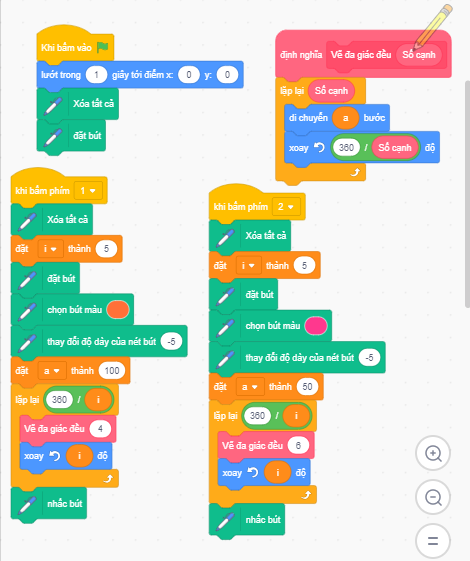 Khi bấm vào
lướt trong 1 giây tới điểm x: 0 y: 0
Xóa tất cả
đặt bút
định nghĩa Vẽ đa giác đều Số cạnh
lặp lại Số cạnh
di chuyển a bước
xoay 360 / Số cạnh độ
khi bấm phím 1
Xóa tất cả
đặt i thành 5
đặt bút
chọn bút màu
thay đổi độ dày của nét bút -5
đặt a thành 100
lặp lại 360 / i
Vẽ đa giác đều 4
xoay i độ
nhấc bút
khi bấm phím 2
Xóa tất cả
đặt i thành 5
đặt bút
chọn bút màu
thay đổi độ dày của nét bút -5
đặt a thành 50
lặp lại 360 / i
Vẽ đa giác đều 6
xoay i độ
nhấc bút